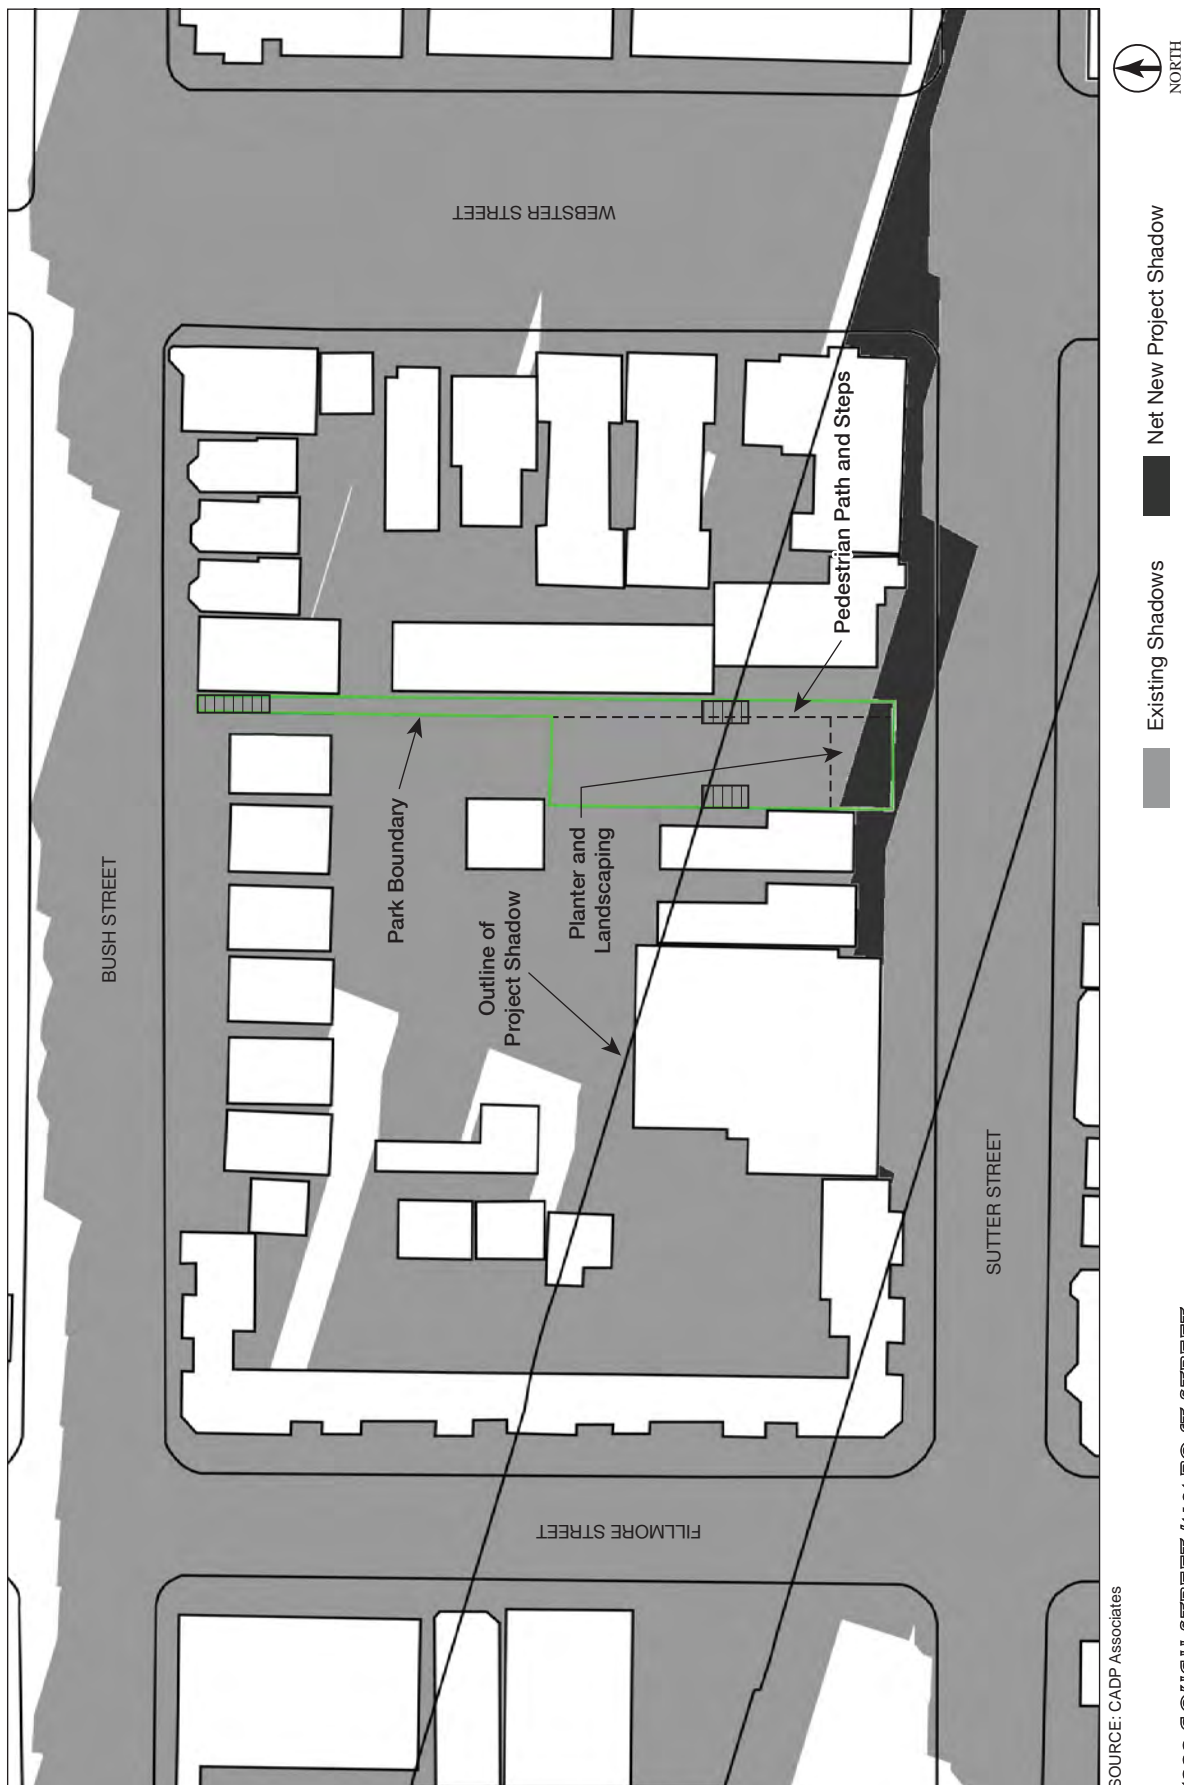 BUSH STREET
WEBSTER STREET
Park Boundary
Outline of
Project Shadow
Planter and
Landscaping
Pedestrian Path and Steps
FILLMORE STREET
SUTTER STREET
NORTH
SOURCE: CADP Associates
Existing Shadows
Net New Project Shadow